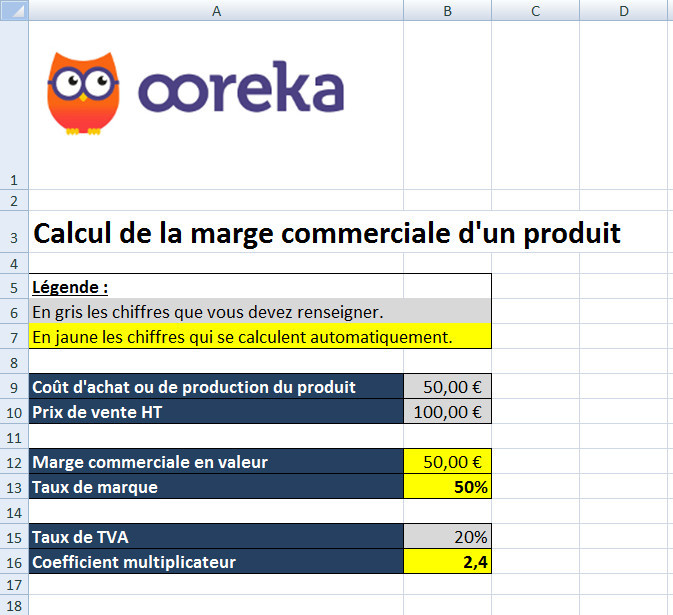 A B C D
1
ooreka
2
3 Calcul de la marge commerciale d'un produit
4
5 Légende :
6 En gris les chiffres que vous devez renseigner.
7 En jaune les chiffres qui se calculent automatiquement.
8
9 Coût d'achat ou de production du produit 50,00 €
10 Prix de vente HT 100,00 €
11
12 Marge commerciale en valeur 50,00 €
13 Taux de marque 50%
14
15 Taux de TVA 20%
16 Coefficient multiplicateur 2,4
17
18